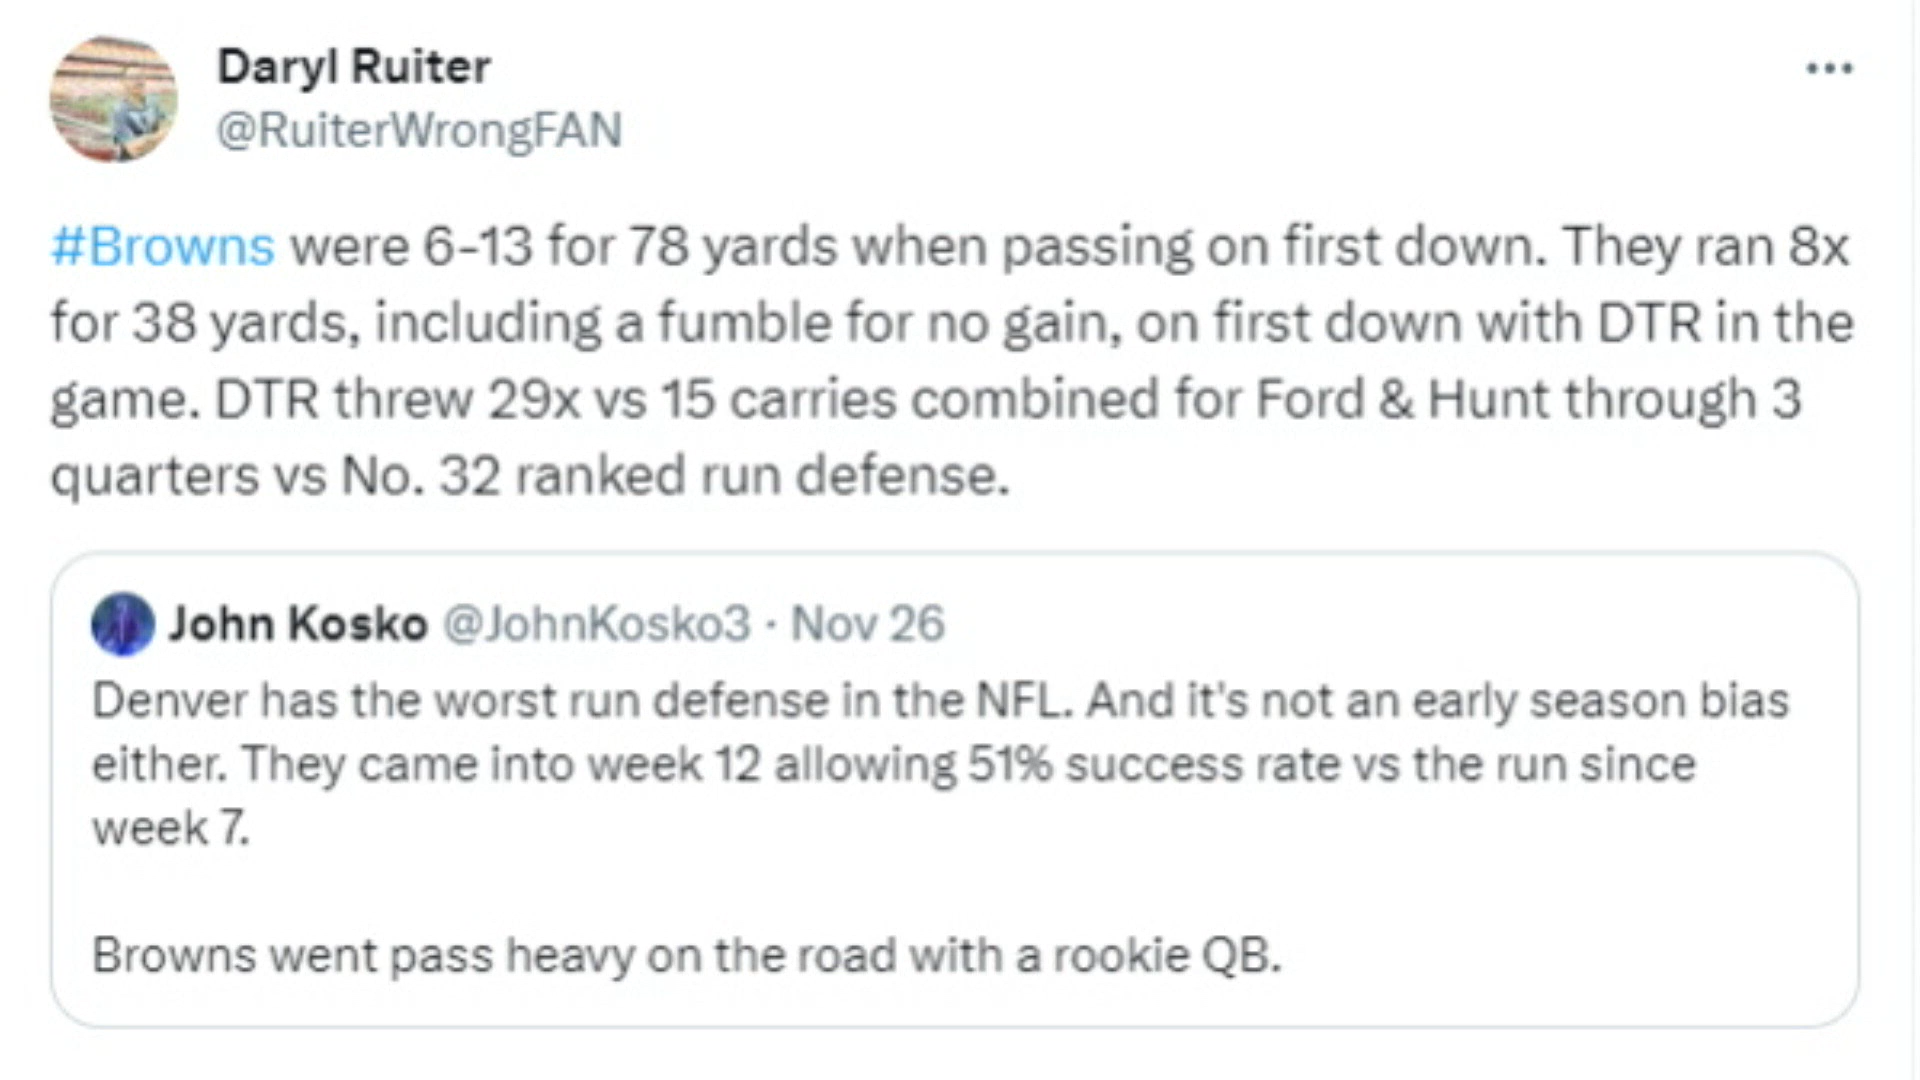 Daryl Ruiter
@RuiterWrongFAN
#Browns were 6-13 for 78 yards when passing on first down. They ran 8x
for 38 yards, including a fumble for no gain, on first down with DTR in the
game. DTR threw 29x vs 15 carries combined for Ford & Hunt through 3
quarters vs No. 32 ranked run defense.
John Kosko @JohnKosko3 · Nov 26
Denver has the worst run defense in the NFL. And it's not an early season bias
either. They came into week 12 allowing 51% success rate vs the run since
week 7.
Browns went pass heavy on the road with a rookie QB.